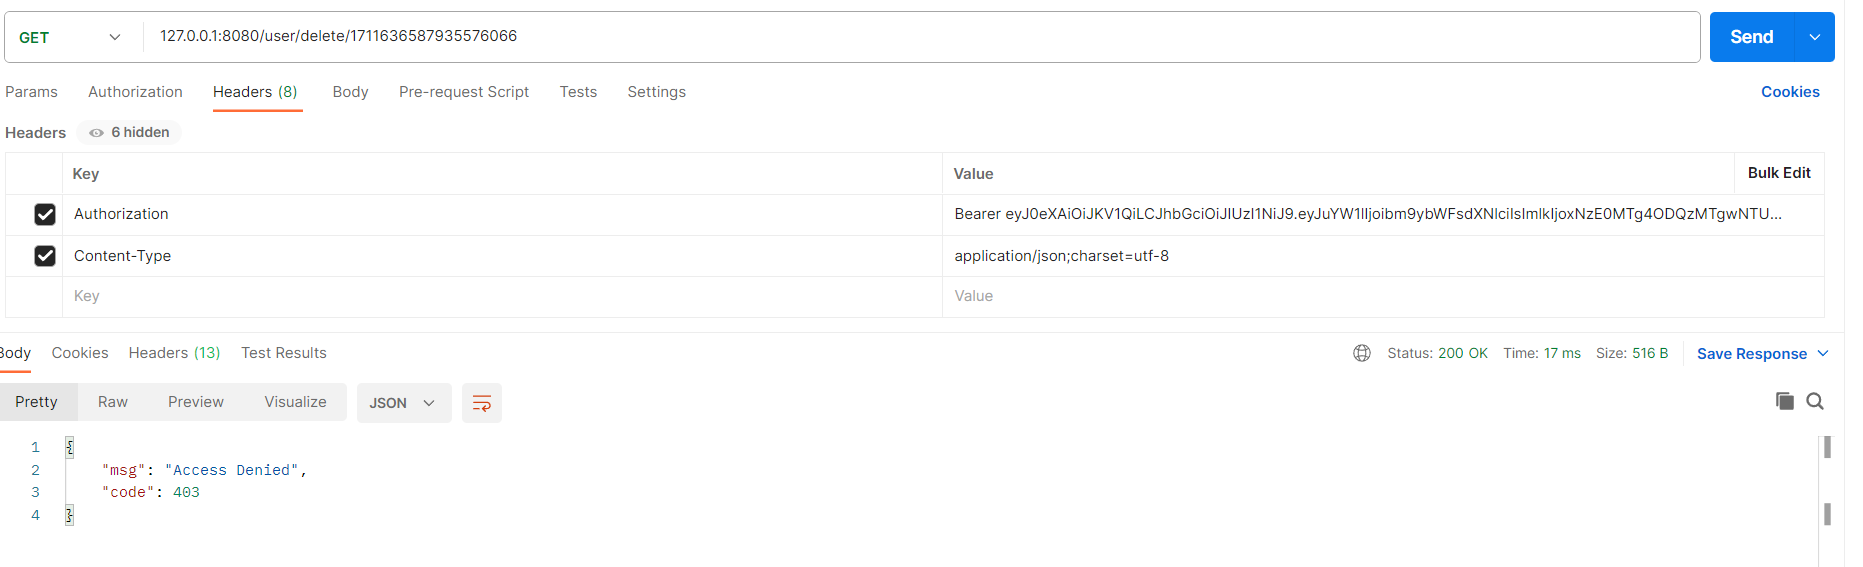 GET 127.0.0.1:8080/user/delete/1711636587935576066 Send
Params Authorization Headers (8) Body Pre-request Script Tests Settings Cookies
Headers 6 hidden
Key Value Bulk Edit
Authorization Bearer eyJ0eXAiOiJKV1QiLCJhbGciOiJIUzI1NiJ9.eyJuYW1lIjoibm9ybWFsdXNlciIsImlkIjoxNzE0MTg4ODQzMTgwNTU...
Content-Type application/json;charset=utf-8
Key Value
Body Cookies Headers (13) Test Results Status: 200 OK Time: 17 ms Size: 516 B Save Response
Pretty Raw Preview Visualize JSON
1 {
2 "msg": "Access Denied",
3 "code": 403
4 }